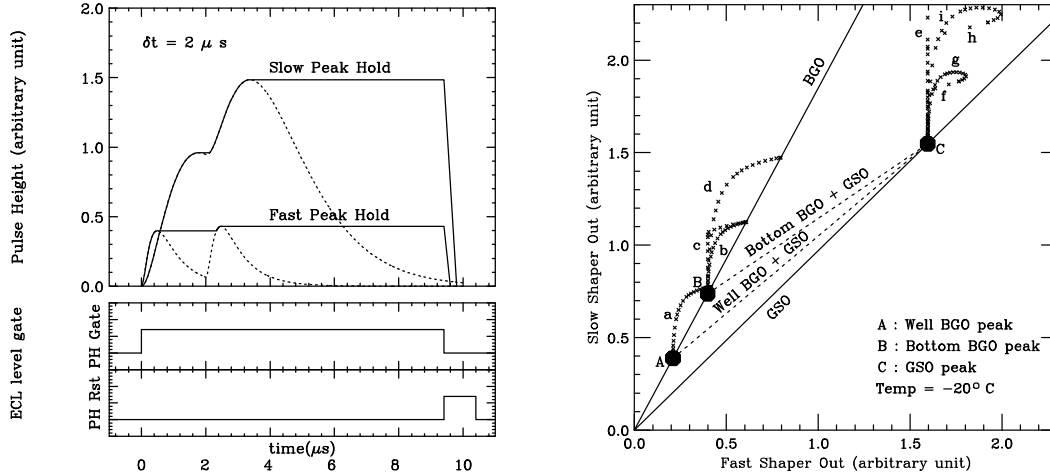 2.0
δt = 2 μ s
1.5
Slow Peak Hold
1.0
0.5
Fast Peak Hold
0.0
Pulse Height (arbitrary unit)
PH Gate
PH Rst
ECL level gate
time(μs)
0 2 4 6 8 10
2.0
1.5
1.0
0.5
0.0
Slow Shaper Out (arbitrary unit)
BGO
i
e
h
g
f
C
d
c
b
B
a
A
Bottom BGO + GSO
Well BGO + GSO
GSO
A : Well BGO peak
B : Bottom BGO peak
C : GSO peak
Temp = −20° C
0.0 0.5 1.0 1.5 2.0
Fast Shaper Out (arbitrary unit)